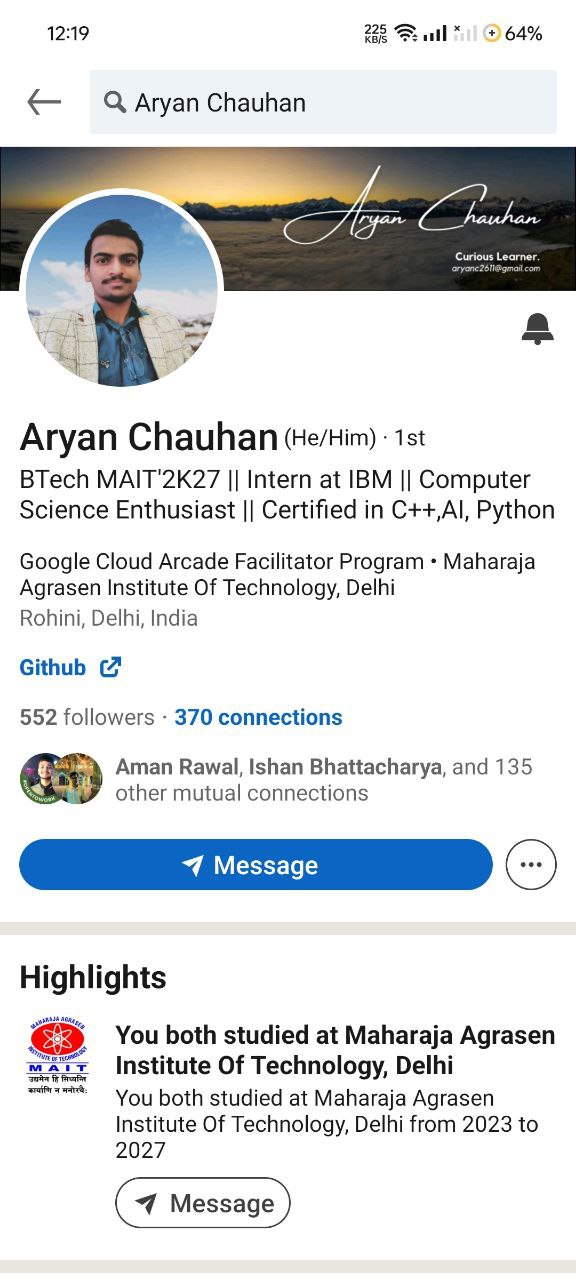 12:19
225
KB/S
64%
Aryan Chauhan
Aryan Chauhan
Curious Learner.
aryanc2611@gmail.com
Aryan Chauhan (He/Him) · 1st
BTech MAIT'2K27 || Intern at IBM || Computer
Science Enthusiast || Certified in C++,AI, Python
Google Cloud Arcade Facilitator Program • Maharaja
Agrasen Institute Of Technology, Delhi
Rohini, Delhi, India
Github
552 followers · 370 connections
Aman Rawal, Ishan Bhattacharya, and 135
other mutual connections
Message
Highlights
MAHARAJA AGRASEN
INSTITUTE OF TECHNOLOGY
MAIT
उद्यमेन हि सिध्यन्ति
कार्याणि न मनोरथैः
You both studied at Maharaja Agrasen
Institute Of Technology, Delhi
You both studied at Maharaja Agrasen
Institute Of Technology, Delhi from 2023 to
2027
Message